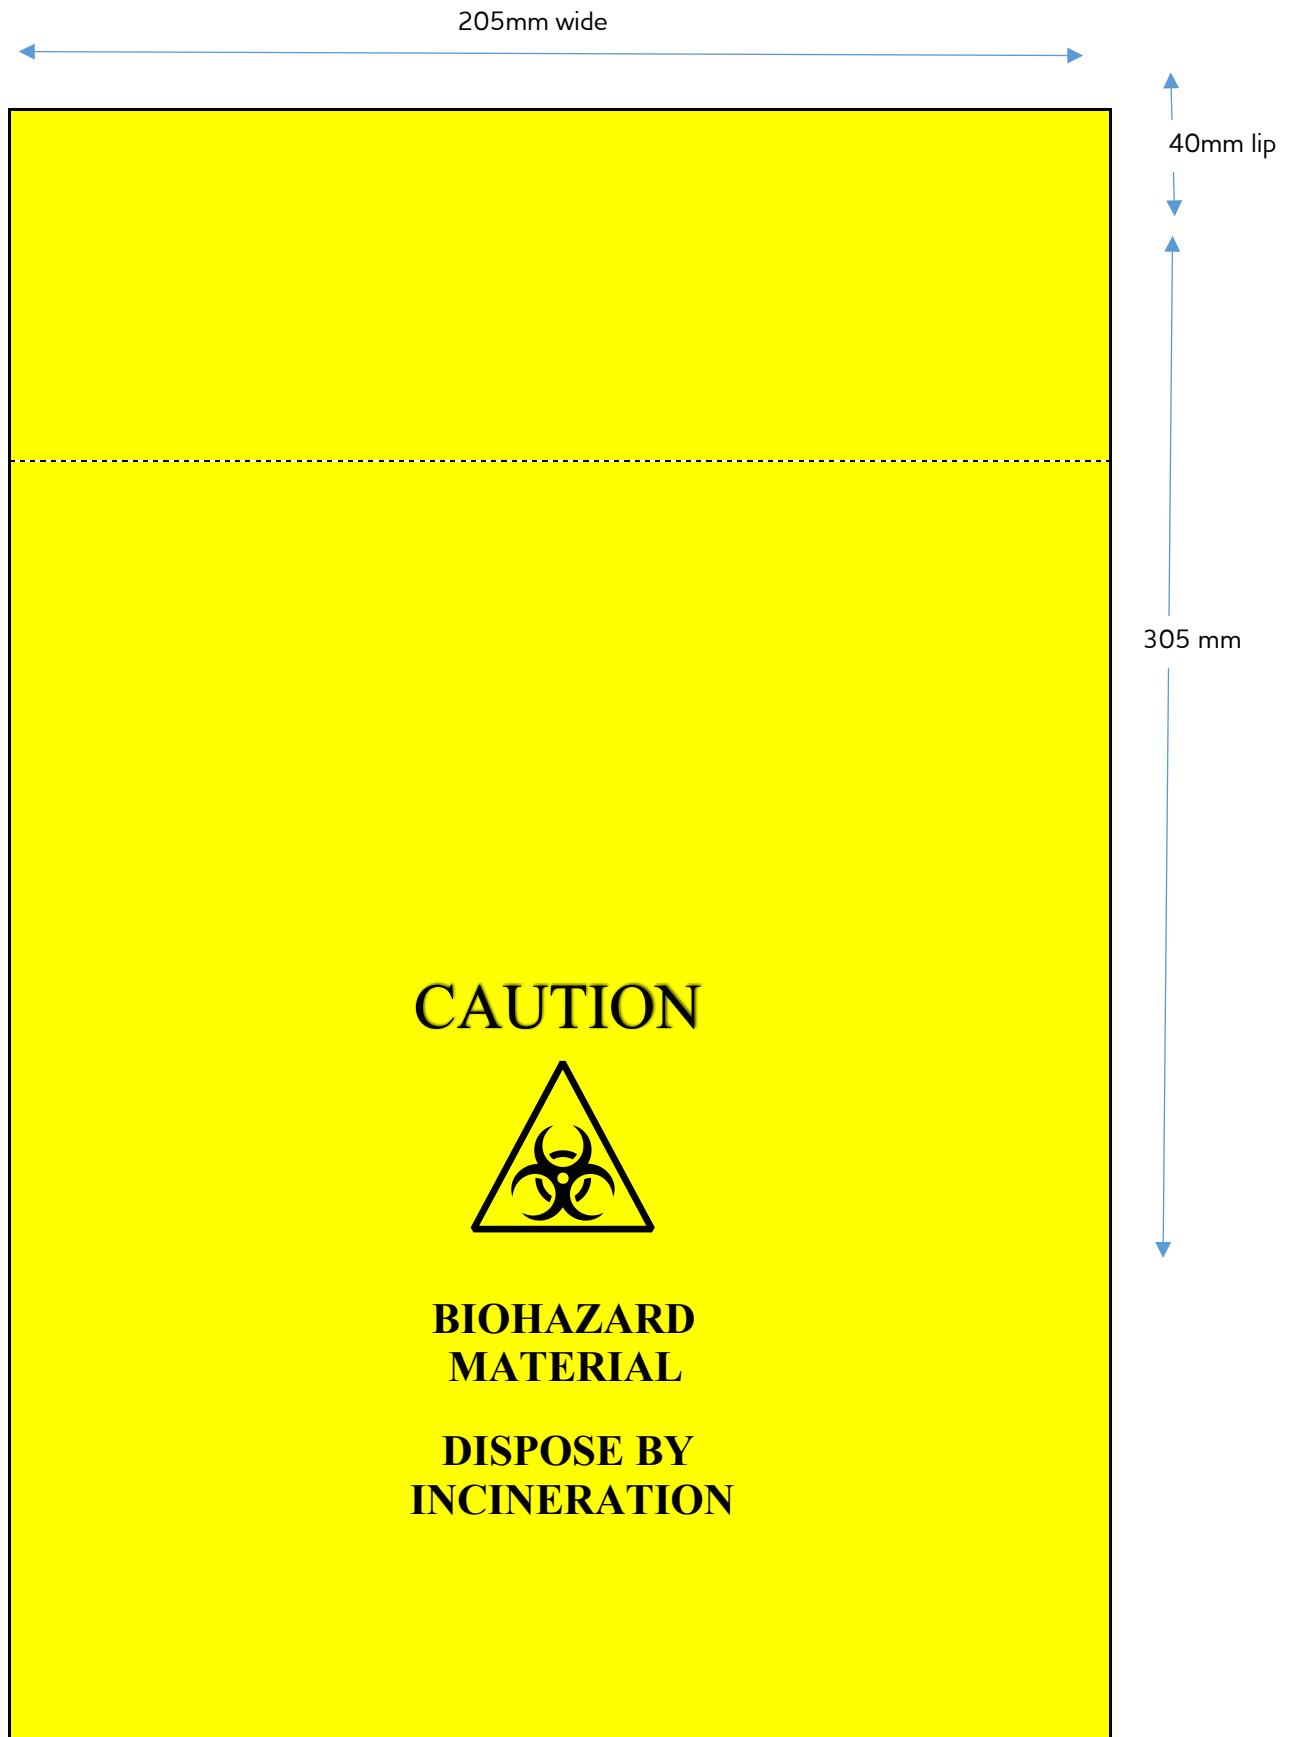 205mm wide
40mm lip
305 mm
CAUTION
BIOHAZARD
MATERIAL
DISPOSE BY
INCINERATION